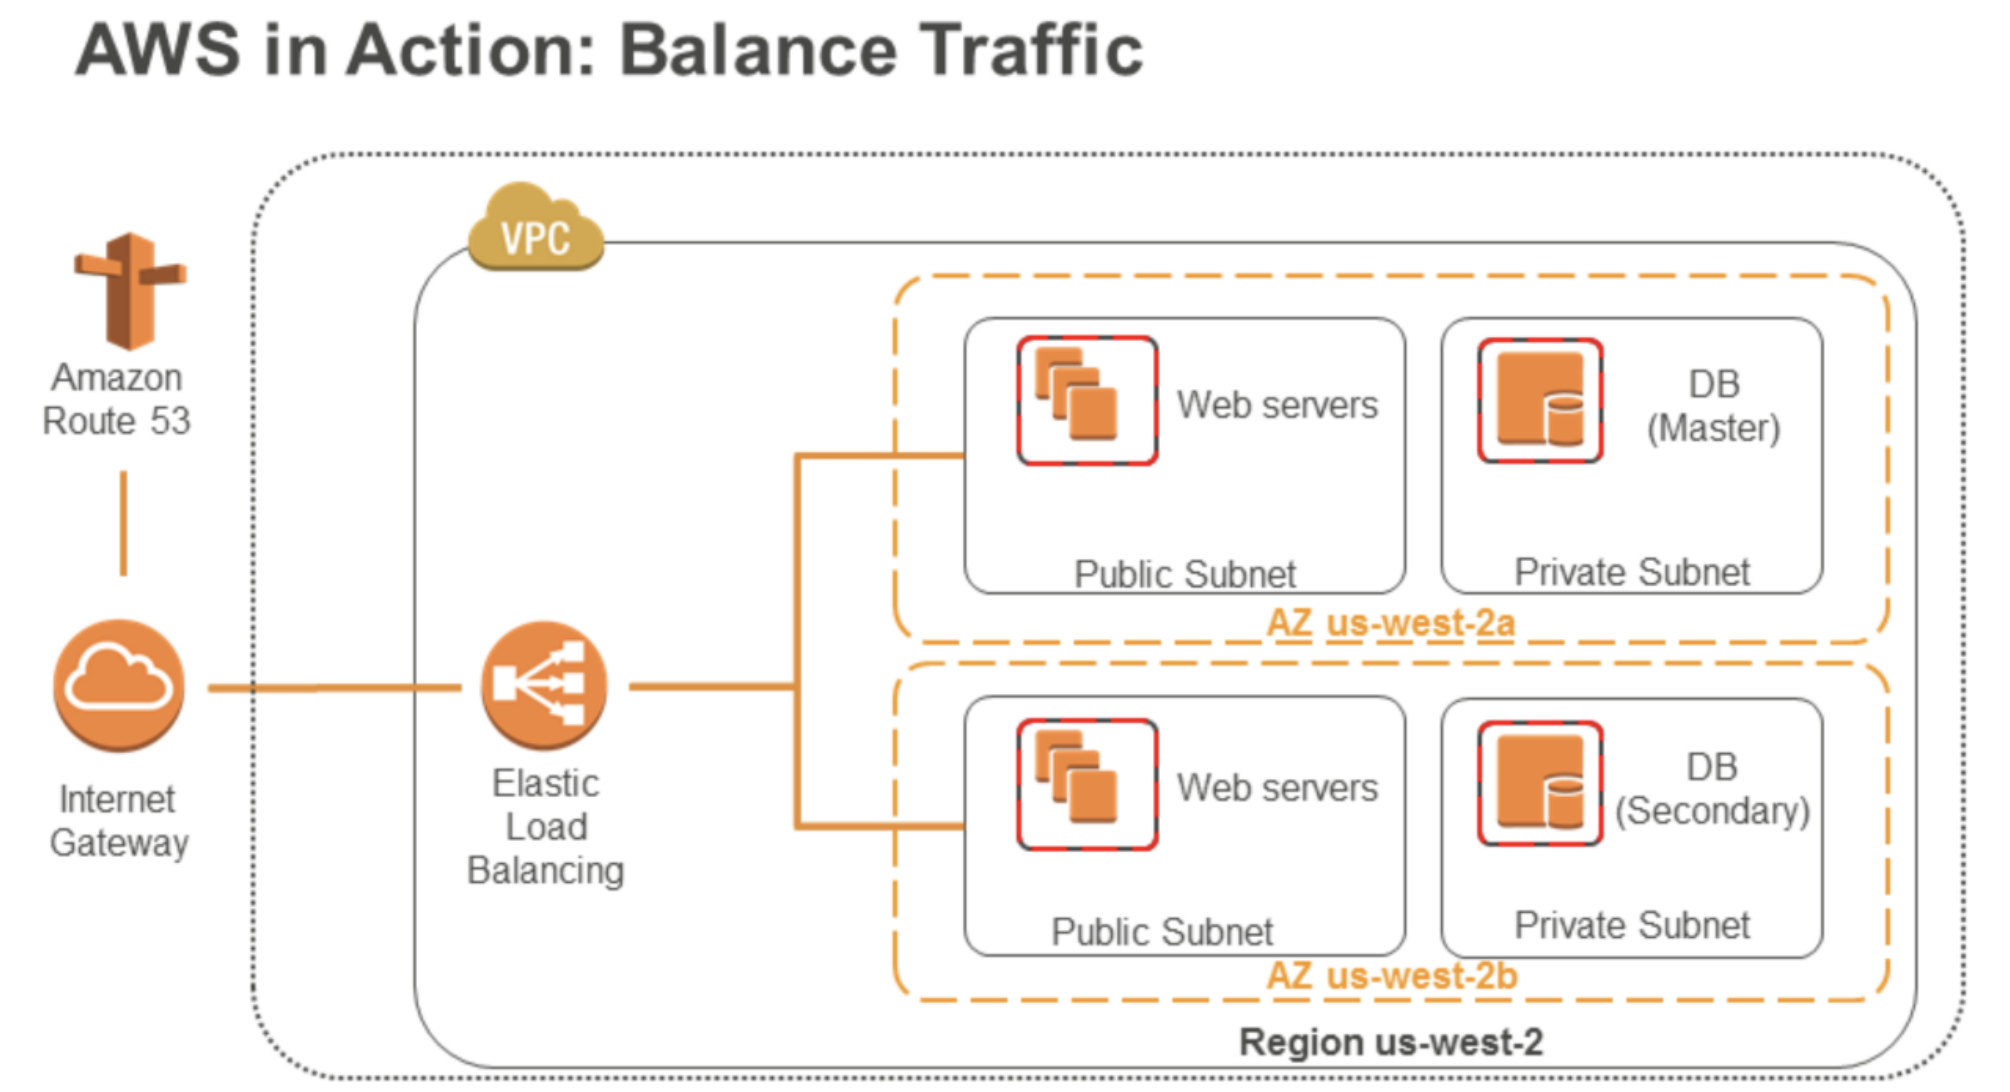 AWS in Action: Balance Traffic
VPC
Amazon
Route 53
Internet
Gateway
Elastic
Load
Balancing
Web servers
Public Subnet
DB
(Master)
Private Subnet
AZ us-west-2a
Web servers
Public Subnet
DB
(Secondary)
Private Subnet
AZ us-west-2b
Region us-west-2